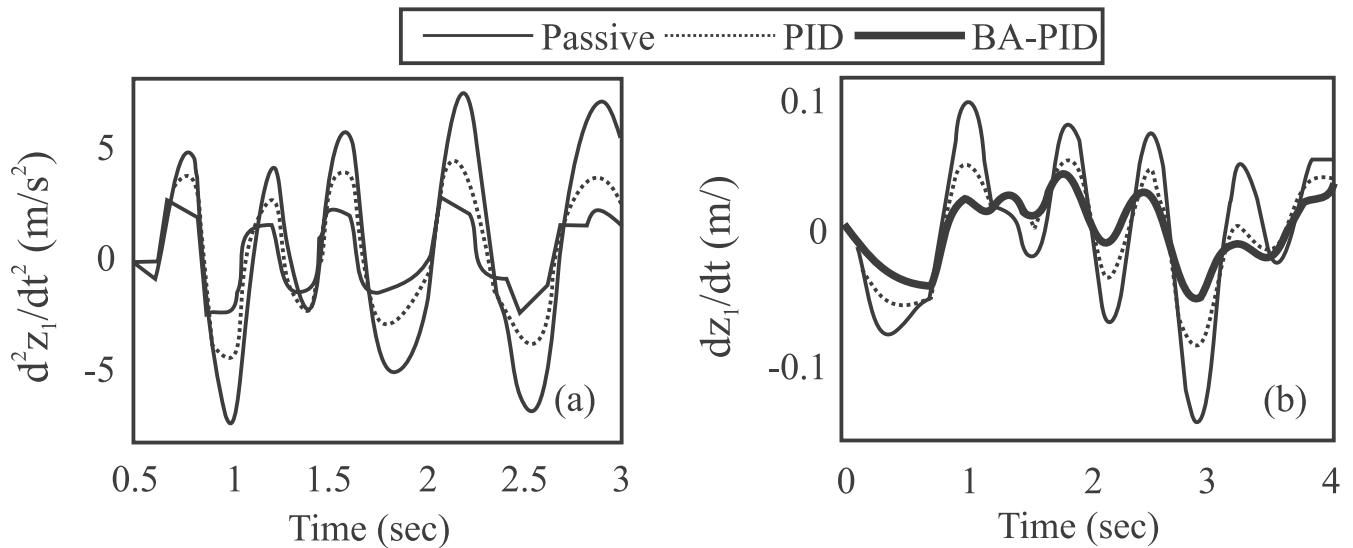 Passive PID BA-PID
d²z₁/dt² (m/s²)
5
0
-5
(a)
0.5 1 1.5 2 2.5 3
Time (sec)
dz₁/dt (m/)
0.1
0
-0.1
(b)
0 1 2 3 4
Time (sec)